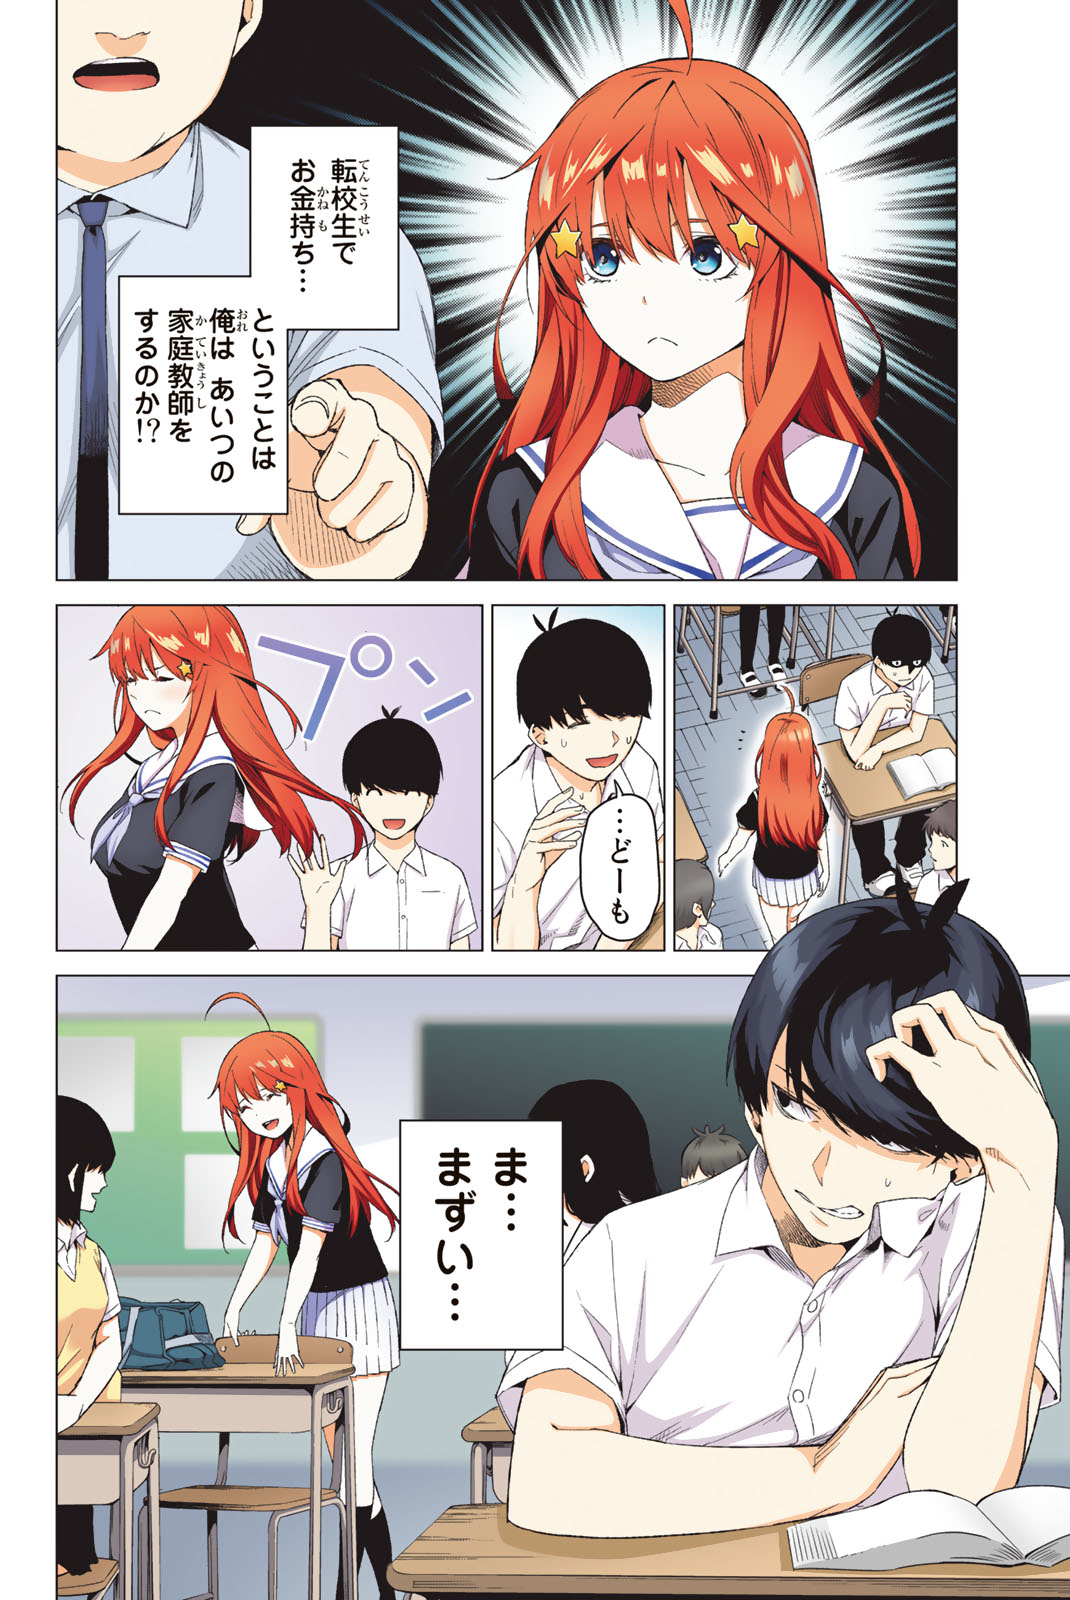 転校生で
お金持ち…
ということは
俺は あいつの
家庭教師を
するのか!?
…どーも
プンっ
ま…
まずい…